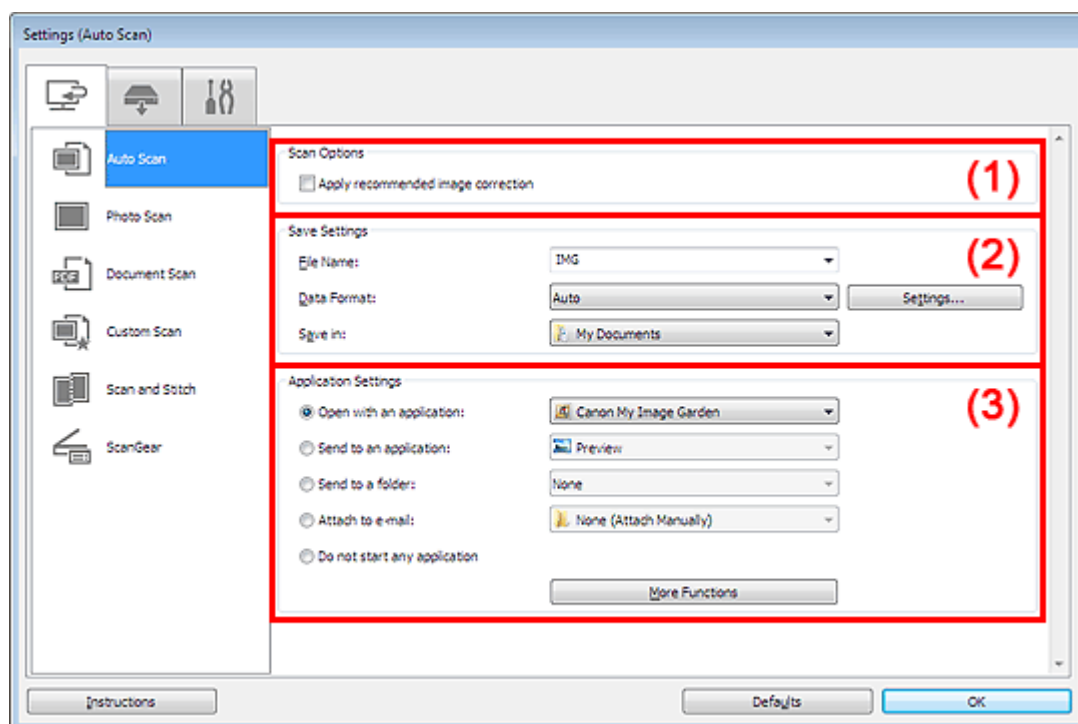 Settings (Auto Scan)
Auto Scan
Photo Scan
PDF
Document Scan
Custom Scan
Scan and Stitch
ScanGear
Scan Options
Apply recommended image correction
(1)
Save Settings
(2)
File Name: IMG
Data Format: Auto Settings...
Save in: My Documents
Application Settings
(3)
Open with an application: Canon My Image Garden
Send to an application: Preview
Send to a folder: None
Attach to e-mail: None (Attach Manually)
Do not start any application
More Functions
Instructions Defaults OK